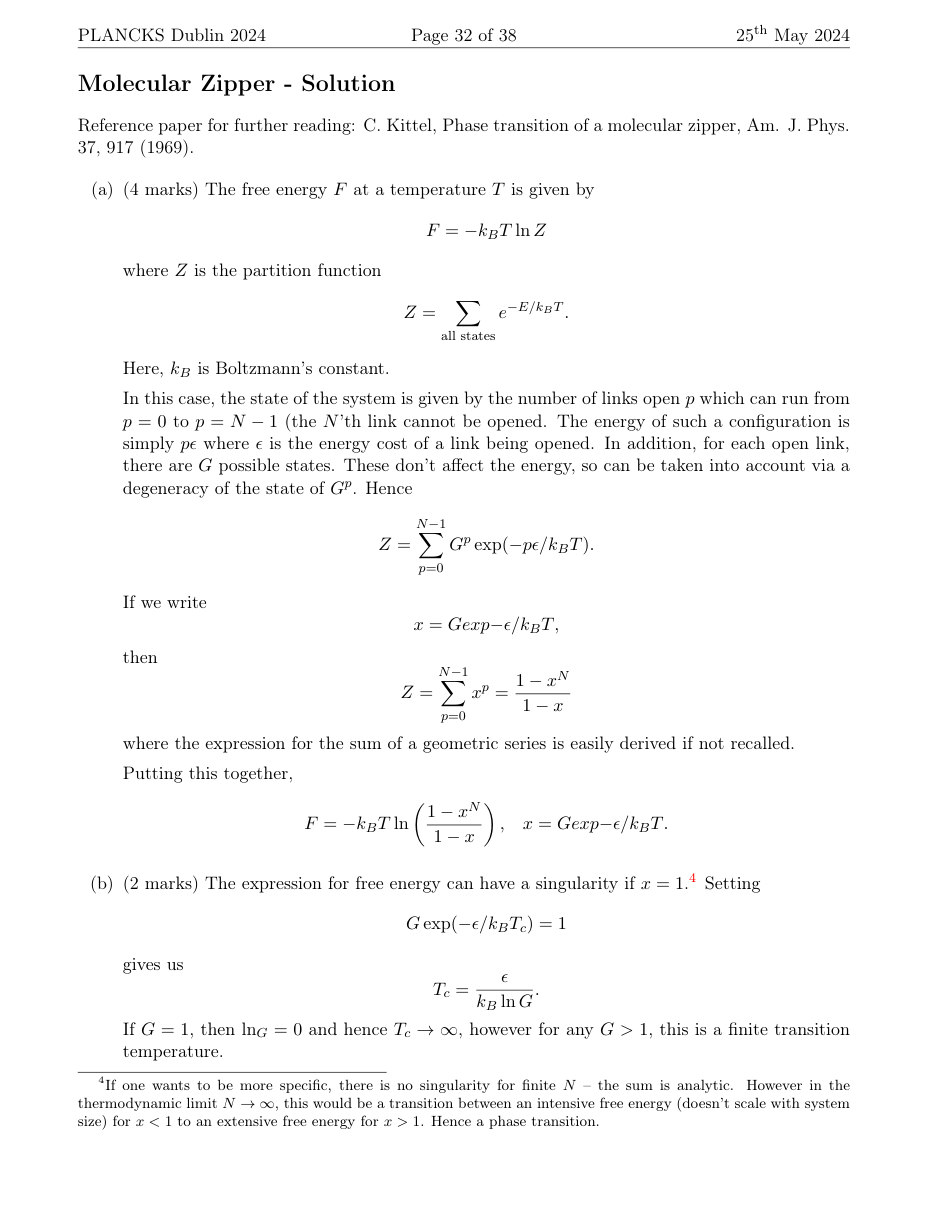 PLANCKS Dublin 2024 Page 32 of 38 25th May 2024
Molecular Zipper - Solution
Reference paper for further reading: C. Kittel, Phase transition of a molecular zipper, Am. J. Phys.
37, 917 (1969).
(a) (4 marks) The free energy F at a temperature T is given by
F = −k_B T ln Z
where Z is the partition function
Z = ∑_{all states} e^{−E/k_B T}.
Here, k_B is Boltzmann's constant.
In this case, the state of the system is given by the number of links open p which can run from
p = 0 to p = N − 1 (the N'th link cannot be opened. The energy of such a configuration is
simply pϵ where ϵ is the energy cost of a link being opened. In addition, for each open link,
there are G possible states. These don't affect the energy, so can be taken into account via a
degeneracy of the state of G^p. Hence
Z = ∑_{p=0}^{N−1} G^p exp(−pϵ/k_B T).
If we write
x = Gexp−ϵ/k_B T,
then
Z = ∑_{p=0}^{N−1} x^p = \frac{1 − x^N}{1 − x}
where the expression for the sum of a geometric series is easily derived if not recalled.
Putting this together,
F = −k_B T ln (\frac{1 − x^N}{1 − x}), x = Gexp−ϵ/k_B T.
(b) (2 marks) The expression for free energy can have a singularity if x = 1.^4 Setting
G exp(−ϵ/k_B T_c) = 1
gives us
T_c = \frac{ϵ}{k_B ln G}.
If G = 1, then ln_G = 0 and hence T_c → ∞, however for any G > 1, this is a finite transition
temperature.
^4If one wants to be more specific, there is no singularity for finite N – the sum is analytic. However in the
thermodynamic limit N → ∞, this would be a transition between an intensive free energy (doesn't scale with system
size) for x < 1 to an extensive free energy for x > 1. Hence a phase transition.